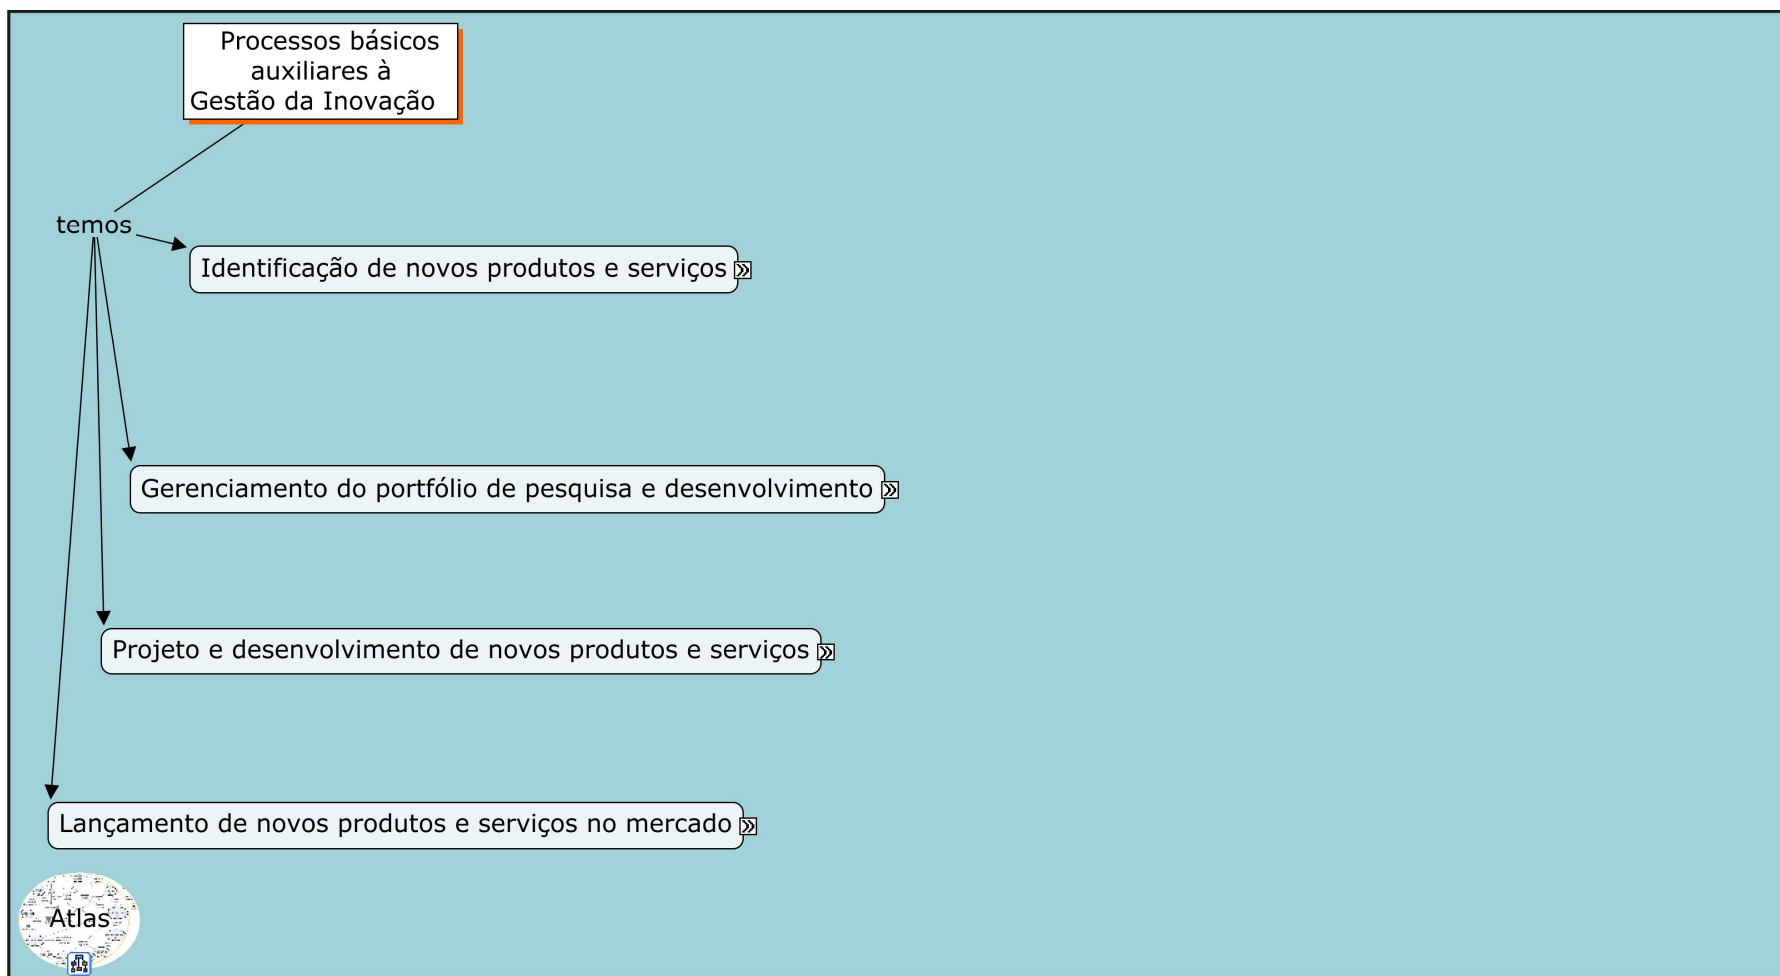 Processos básicos
auxiliares à
Gestão da Inovação
temos
Identificação de novos produtos e serviços
Gerenciamento do portfólio de pesquisa e desenvolvimento
Projeto e desenvolvimento de novos produtos e serviços
Lançamento de novos produtos e serviços no mercado
Atlas